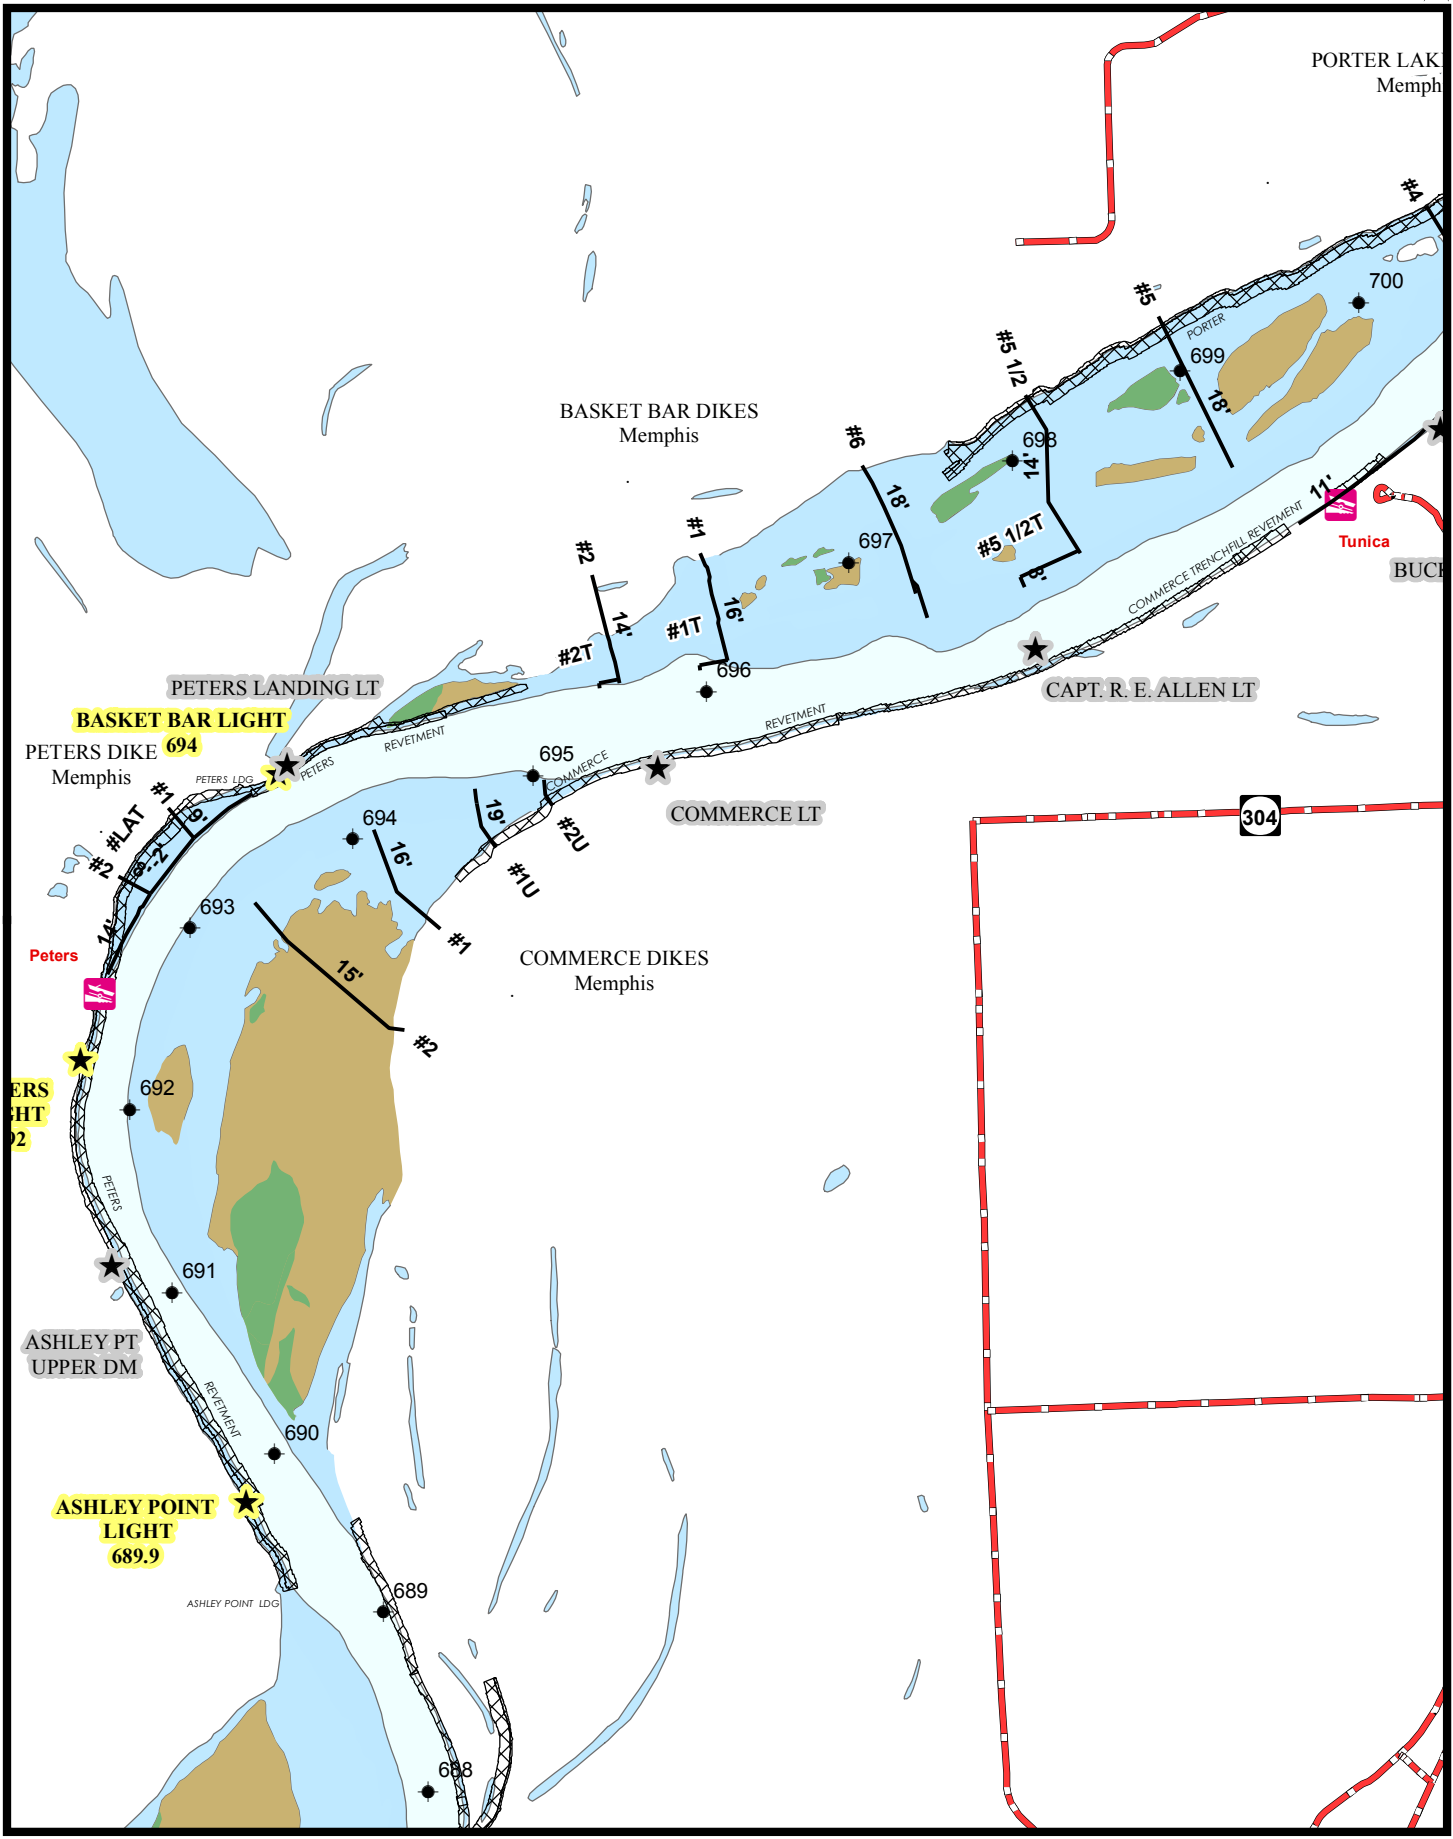 PORTER LAK
Memph
#4
700
#5
PORTER
699
18'
#5 1/2
698
14'
#5 1/2T
8'
BASKET BAR DIKES
Memphis
#6
18'
697
11'
Tunica
BUC
COMMERCE TRENCHFILL REVETMENT
#1
16'
#1T
696
#2
14'
#2T
CAPT. R. E. ALLEN LT
PETERS LANDING LT
BASKET BAR LIGHT
694
REVETMENT
REVETMENT
PETERS DIKE
Memphis
PETERS LDG
PETERS
695
COMMERCE
COMMERCE LT
304
#1
9'
#LAT
#2
14'
694
16'
#1
19'
#1U
#2U
693
15'
#2
COMMERCE DIKES
Memphis
Peters
692
ERS
GHT
92
PETERS
691
ASHLEY PT
UPPER DM
REVETMENT
690
ASHLEY POINT
LIGHT
689.9
ASHLEY POINT LDG
689
688